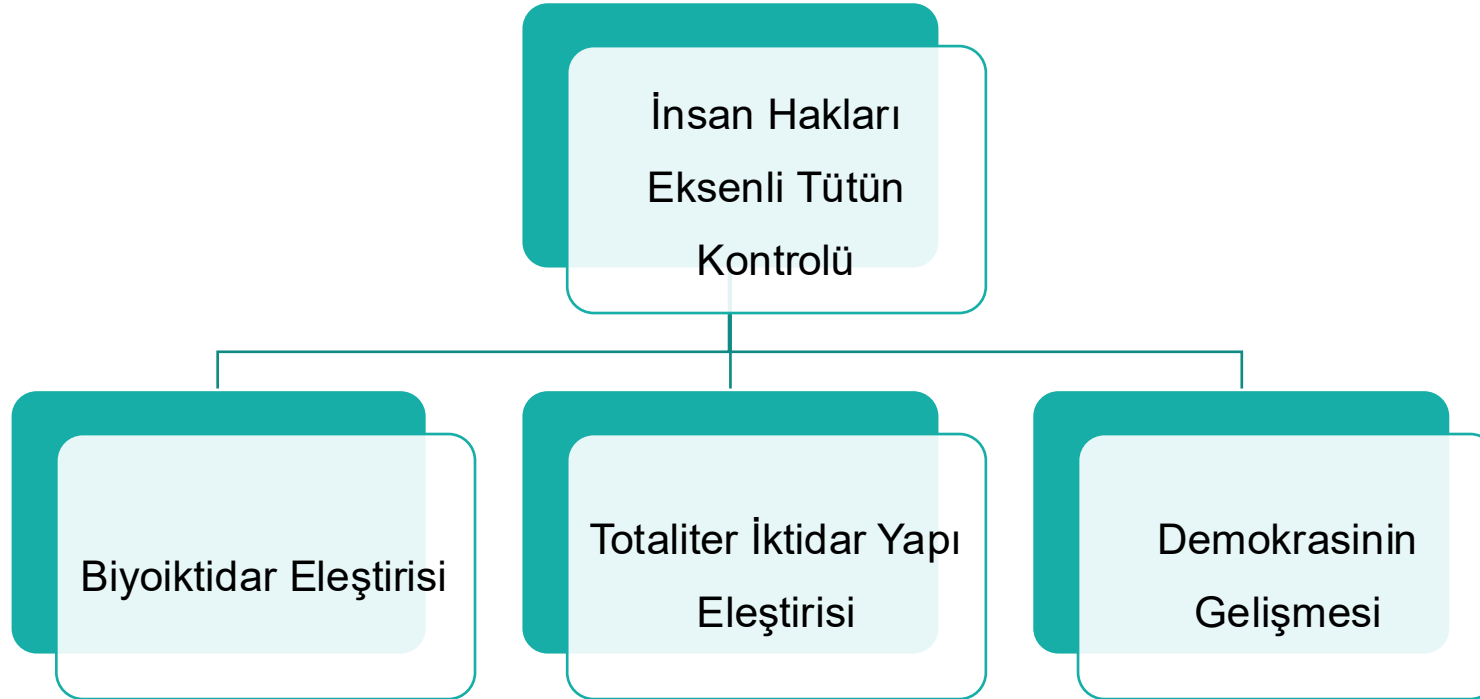 İnsan Hakları
Eksenli Tütün
Kontrolü
Biyoiktidar Eleştirisi
Totaliter İktidar Yapı
Eleştirisi
Demokrasinin
Gelişmesi